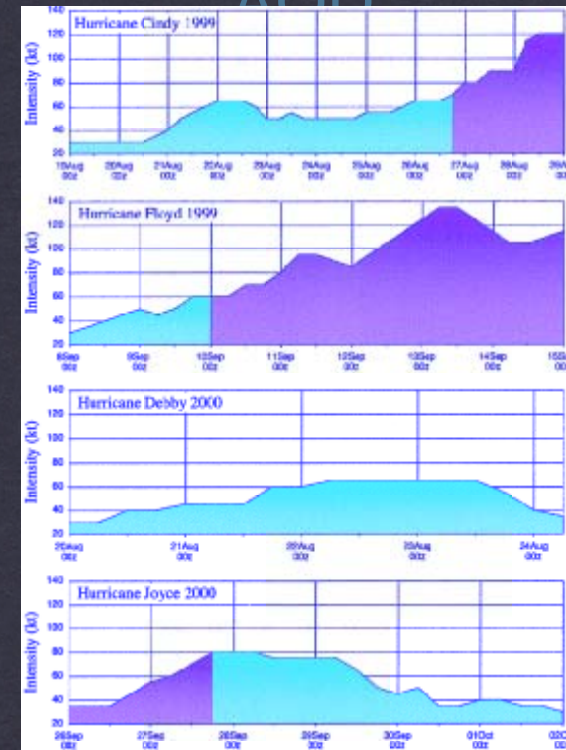 Hurricane Cindy 1999
Intensity (kt)
140
120
100
80
60
40
20
19Aug 20Aug 21Aug 22Aug 23Aug 24Aug 25Aug 26Aug 27Aug 28Aug
00z 00z 00z 00z 00z 00z 00z 00z 00z 00z
Hurricane Floyd 1999
Intensity (kt)
140
120
100
80
60
40
20
8Sep 9Sep 10Sep 11Sep 12Sep 13Sep 14Sep
00z 00z 00z 00z 00z 00z 00z
Hurricane Debby 2000
Intensity (kt)
140
120
100
80
60
40
20
20Aug 21Aug 22Aug 23Aug 24Aug
00z 00z 00z 00z 00z
Hurricane Joyce 2000
Intensity (kt)
140
120
100
80
60
40
20
26Sep 27Sep 28Sep 29Sep 30Sep 01Oct
00z 00z 00z 00z 00z 00z